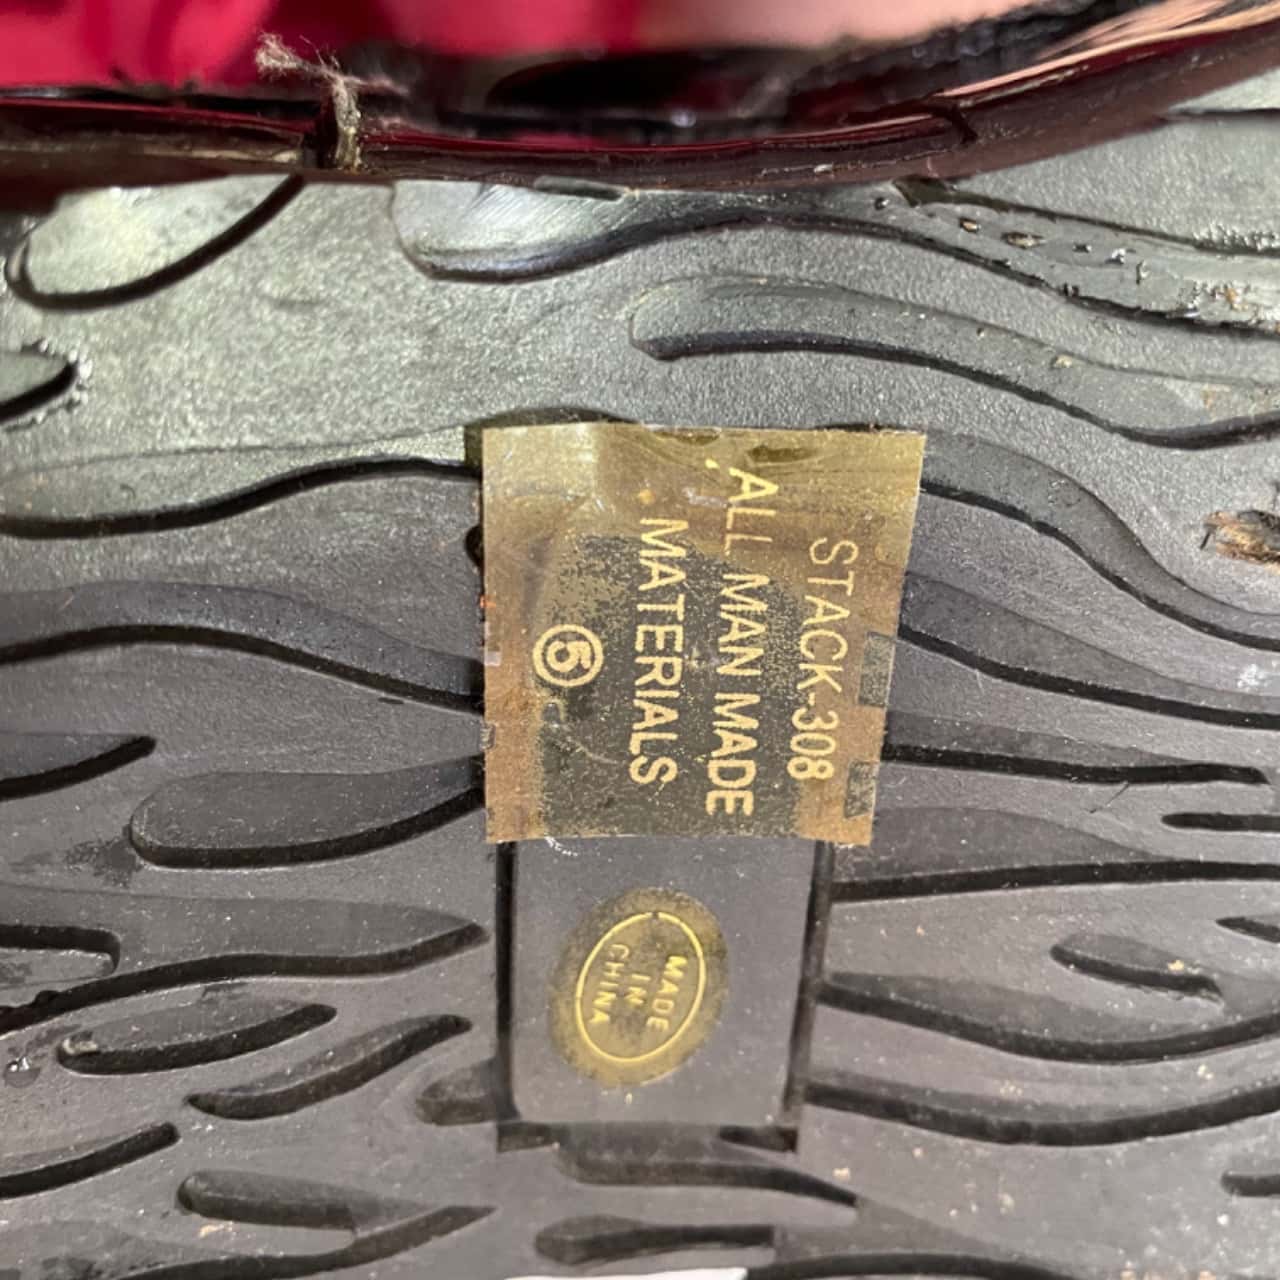 STACK-308
ALL MAN MADE
MATERIALS
5
MADE
IN
CHINA